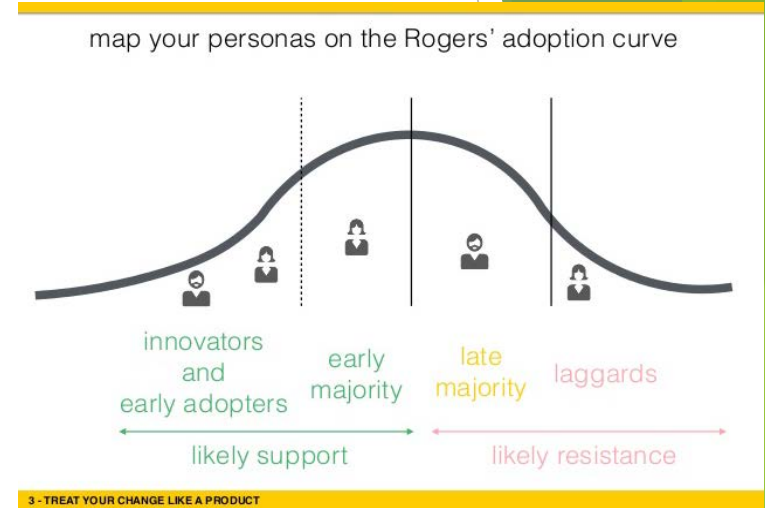 map your personas on the Rogers’ adoption curve
innovators
and
early adopters
early
majority
late
majority
laggards
likely support
likely resistance
3 - TREAT YOUR CHANGE LIKE A PRODUCT